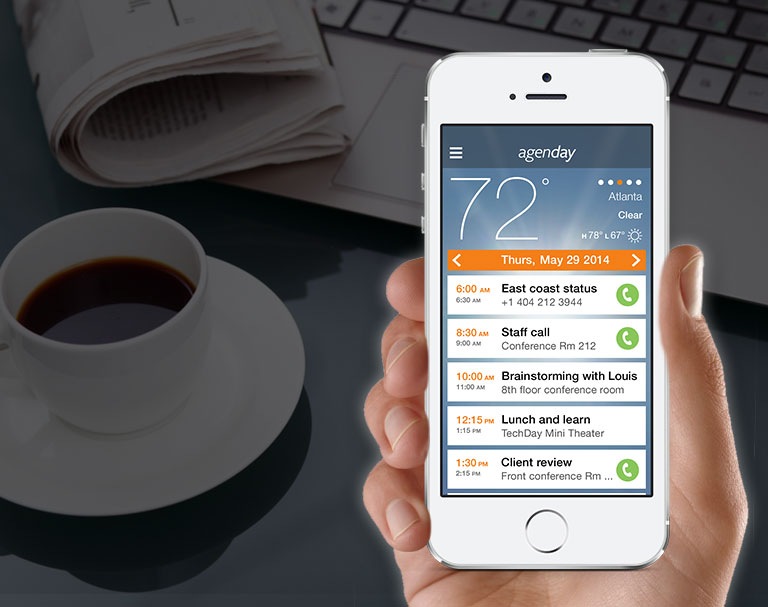 agenday
72°
Atlanta
Clear
H 78° L 67°
Thurs, May 29 2014
6:00 AM East coast status
6:30 AM +1 404 212 3944
8:30 AM Staff call
9:00 AM Conference Rm 212
10:00 AM Brainstorming with Louis
11:00 AM 8th floor conference room
12:15 PM Lunch and learn
1:15 PM TechDay Mini Theater
1:30 PM Client review
2:15 PM Front conference Rm ...